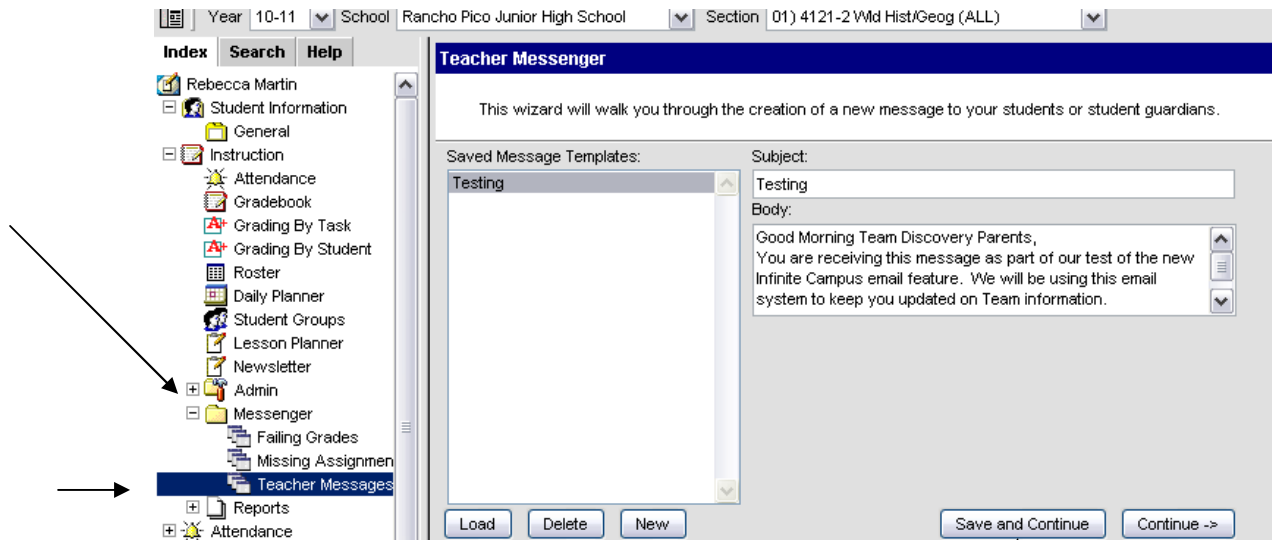 Year 10-11 School Rancho Pico Junior High School Section 01) 4121-2 Wld Hist/Geog (ALL)
Index Search Help
Rebecca Martin
Student Information
General
Instruction
Attendance
Gradebook
Grading By Task
Grading By Student
Roster
Daily Planner
Student Groups
Lesson Planner
Newsletter
Admin
Messenger
Failing Grades
Missing Assignmen
Teacher Messages
Reports
Attendance
Teacher Messenger
This wizard will walk you through the creation of a new message to your students or student guardians.
Saved Message Templates:
Testing
Subject:
Testing
Body:
Good Morning Team Discovery Parents,
You are receiving this message as part of our test of the new
Infinite Campus email feature. We will be using this email
system to keep you updated on Team information.
Load Delete New Save and Continue Continue ->